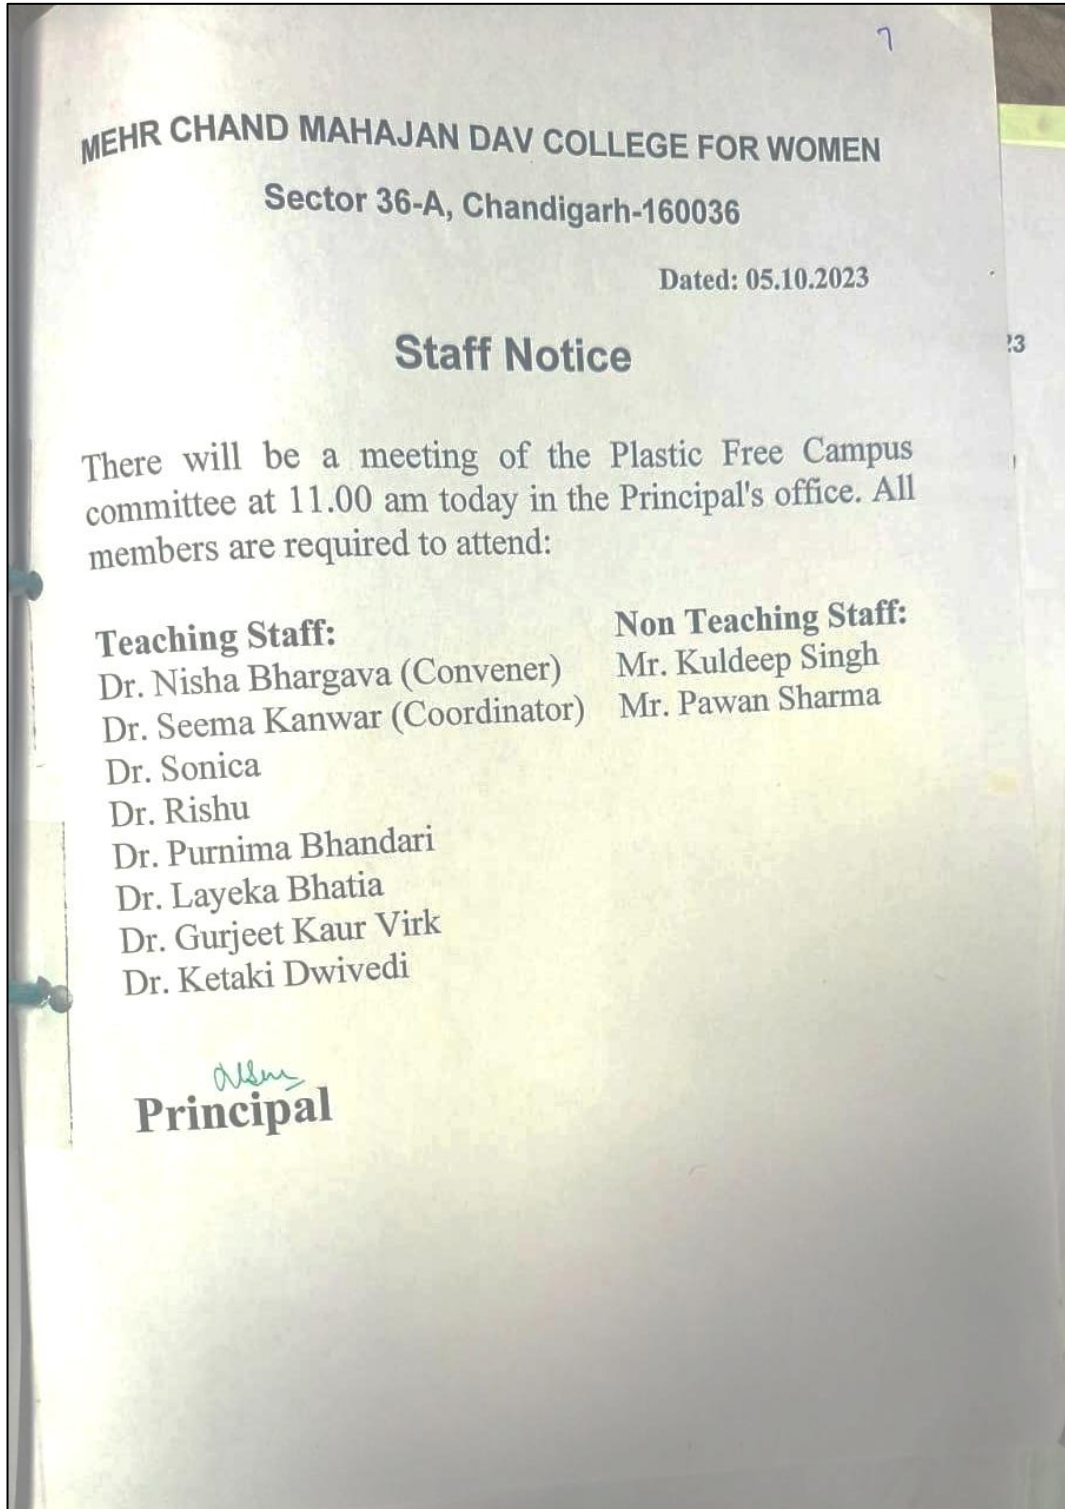 7
MEHR CHAND MAHAJAN DAV COLLEGE FOR WOMEN
Sector 36-A, Chandigarh-160036
Dated: 05.10.2023
Staff Notice
23
There will be a meeting of the Plastic Free Campus
committee at 11.00 am today in the Principal's office. All
members are required to attend:
Teaching Staff:
Dr. Nisha Bhargava (Convener)
Dr. Seema Kanwar (Coordinator)
Dr. Sonica
Dr. Rishu
Dr. Purnima Bhandari
Dr. Layeka Bhatia
Dr. Gurjeet Kaur Virk
Dr. Ketaki Dwivedi
Non Teaching Staff:
Mr. Kuldeep Singh
Mr. Pawan Sharma
Principal